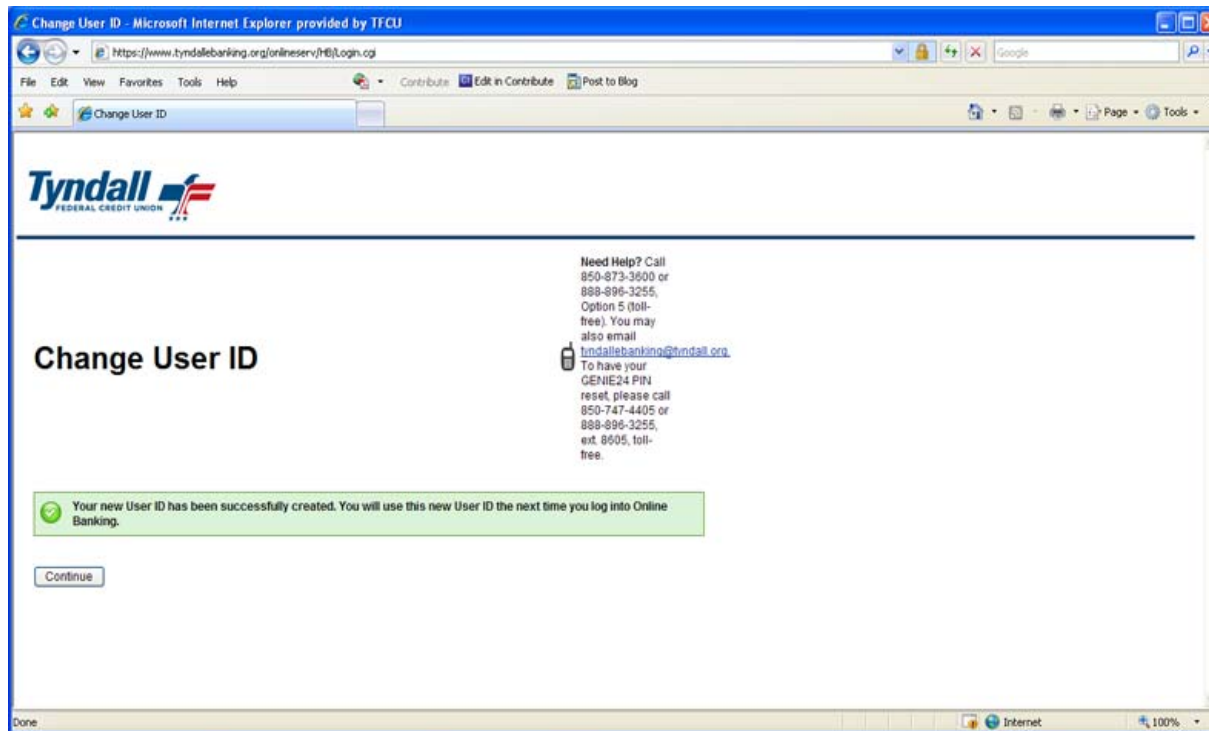 Change User ID - Microsoft Internet Explorer provided by TFCU
https://www.tyndallebanking.org/onlineserv/HB/Login.cgi
Google
File Edit View Favorites Tools Help
Contribute Edit in Contribute Post to Blog
Change User ID
Page Tools
Tyndall
FEDERAL CREDIT UNION
Change User ID
Need Help? Call
850-873-3600 or
888-896-3255,
Option 5 (toll-
free). You may
also email
tyndallebanking@tyndall.org.
To have your
GENIE24 PIN
reset, please call
850-747-4405 or
888-896-3255,
ext. 8605, toll-
free.
Your new User ID has been successfully created. You will use this new User ID the next time you log into Online
Banking.
Continue
Done
Internet
100%